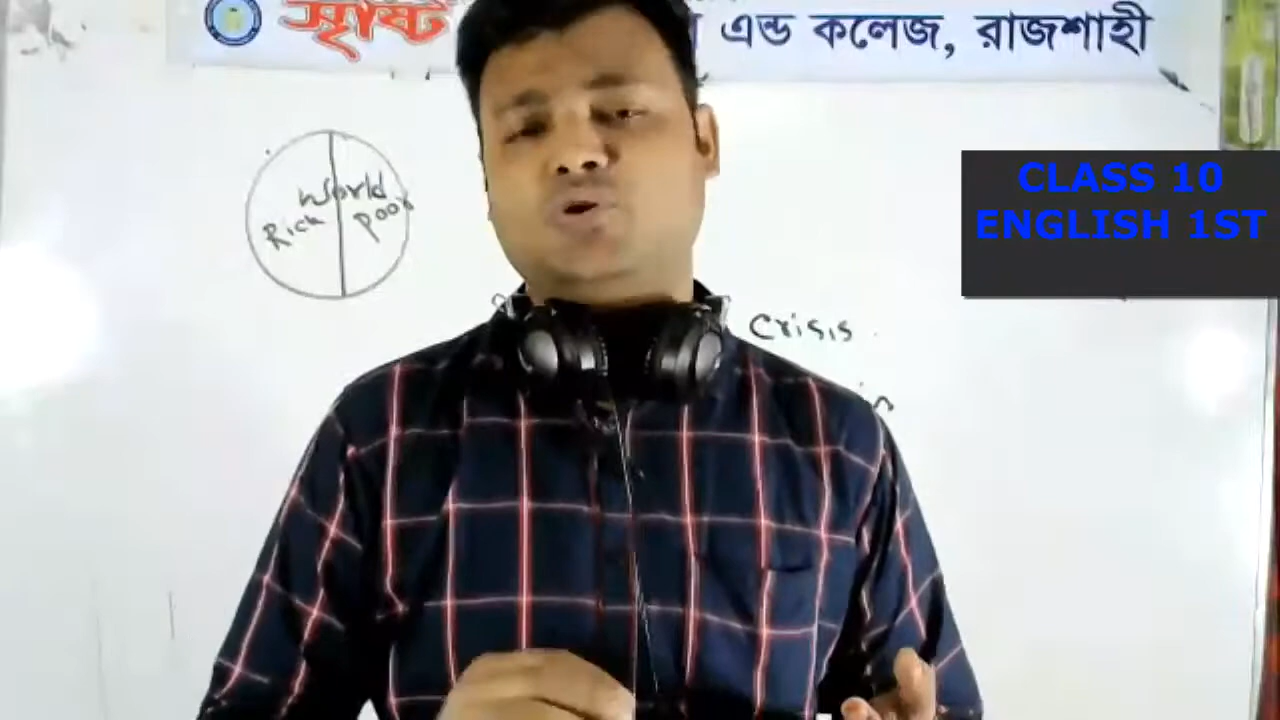 সৃষ্টি
এন্ড কলেজ, রাজশাহী
World
Rich
poor
CLASS 10
ENGLISH 1ST
Crisis